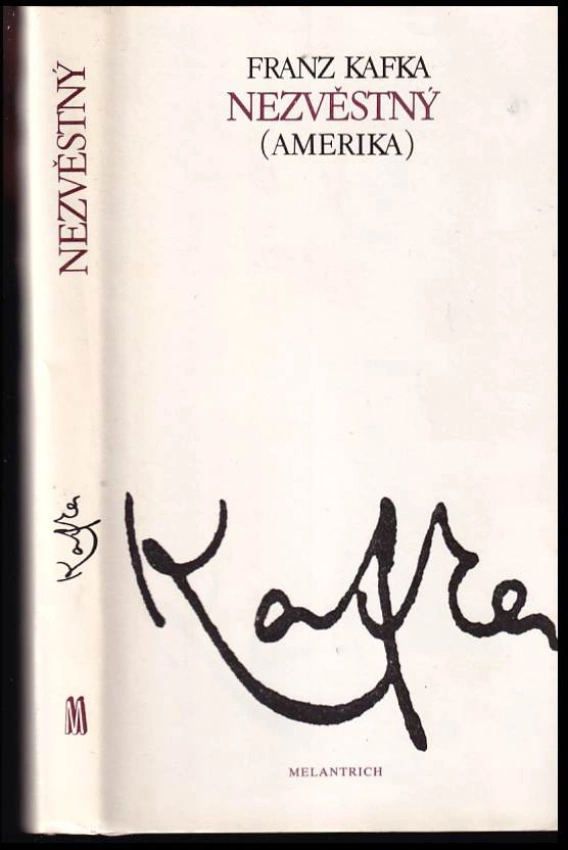 FRANZ KAFKA
NEZVĚSTNÝ
(AMERIKA)
Kafka
MELANTRICH
NEZVĚSTNÝ
Kafka
M